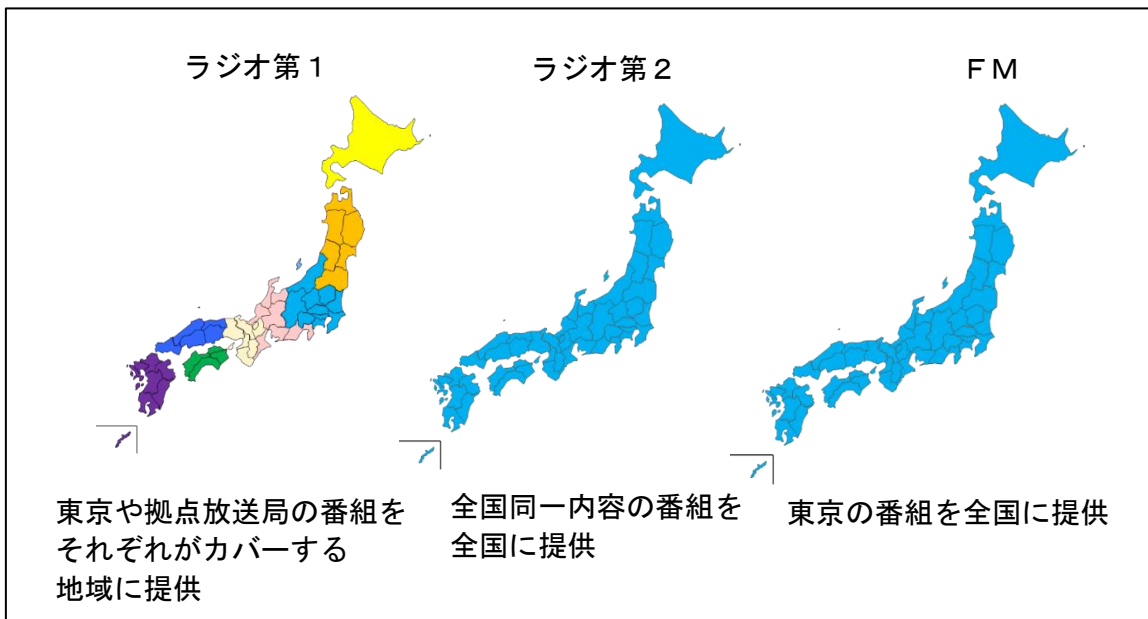 ラジオ第１
ラジオ第２
ＦＭ
東京や拠点放送局の番組を
それぞれがカバーする
地域に提供
全国同一内容の番組を
全国に提供
東京の番組を全国に提供